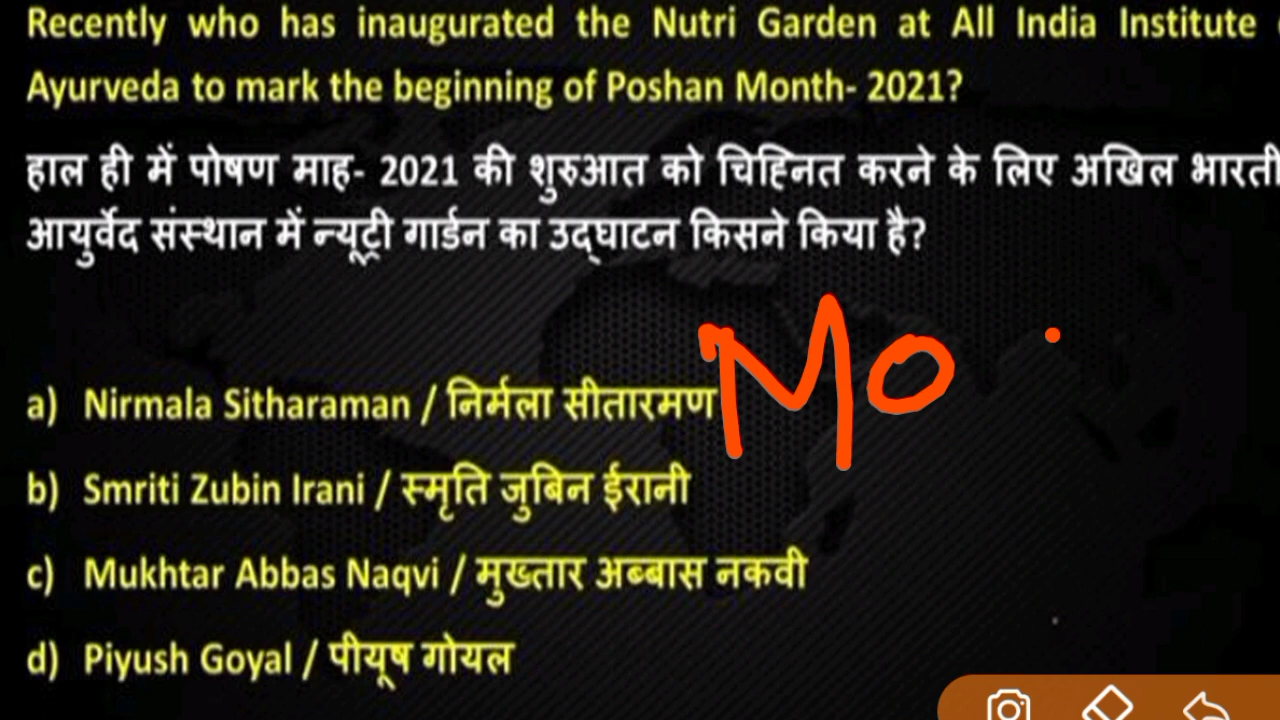 Recently who has inaugurated the Nutri Garden at All India Institute
Ayurveda to mark the beginning of Poshan Month- 2021?
हाल ही में पोषण माह- 2021 की शुरुआत को चिह्नित करने के लिए अखिल भारती
आयुर्वेद संस्थान में न्यूट्री गार्डन का उद्घाटन किसने किया है?
Mo
a) Nirmala Sitharaman / निर्मला सीतारमण
b) Smriti Zubin Irani / स्मृति जुबिन ईरानी
c) Mukhtar Abbas Naqvi / मुख्तार अब्बास नकवी
d) Piyush Goyal / पीयूष गोयल